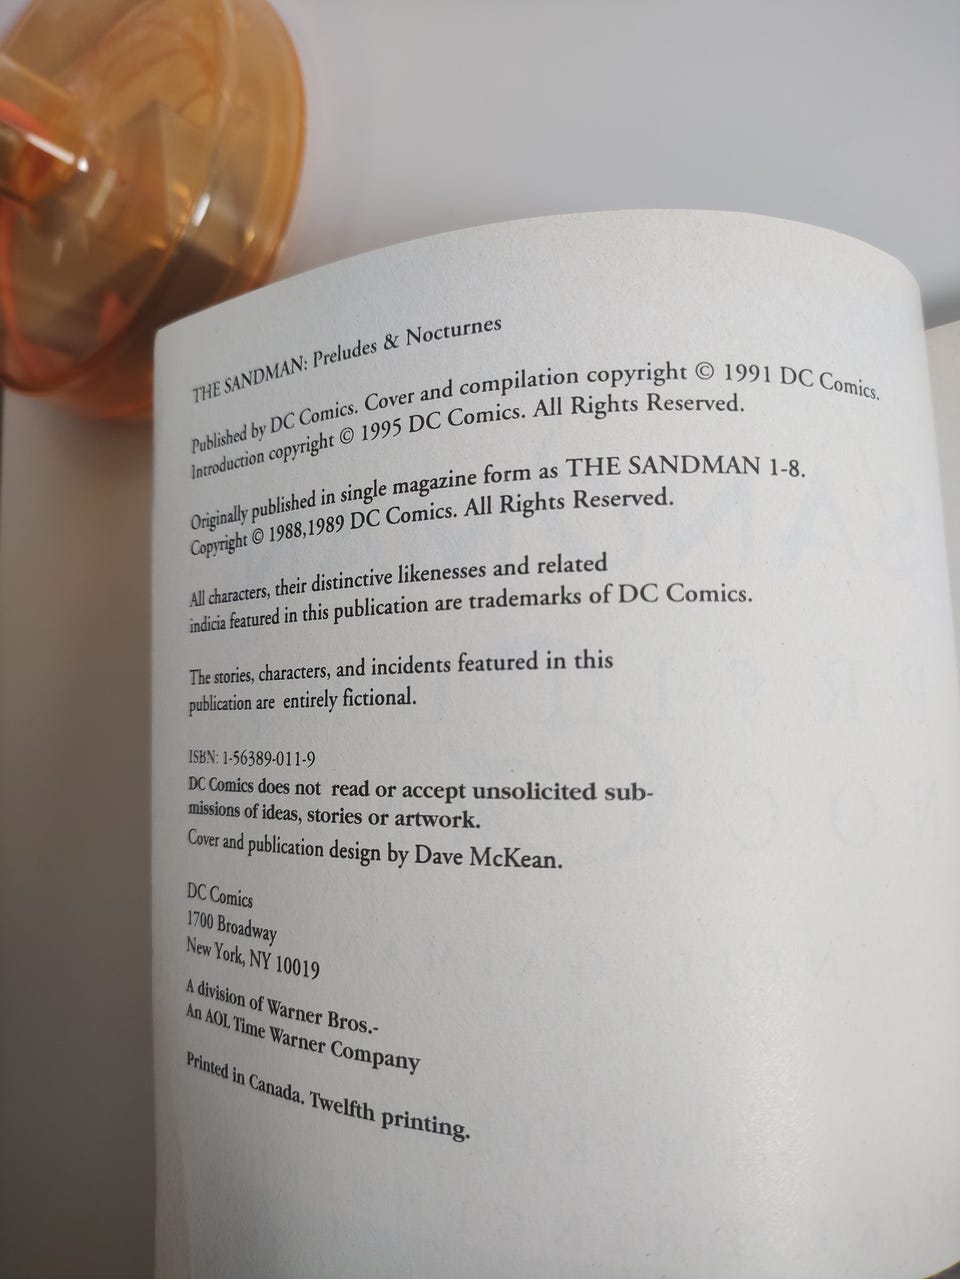 THE SANDMAN: Preludes & Nocturnes
Published by DC Comics. Cover and compilation copyright © 1991 DC Comics.
Introduction copyright © 1995 DC Comics. All Rights Reserved.
Originally published in single magazine form as THE SANDMAN 1-8.
Copyright © 1988,1989 DC Comics. All Rights Reserved.
All characters, their distinctive likenesses and related
indicia featured in this publication are trademarks of DC Comics.
The stories, characters, and incidents featured in this
publication are entirely fictional.
ISBN: 1-56389-011-9
DC Comics does not read or accept unsolicited sub-
missions of ideas, stories or artwork.
Cover and publication design by Dave McKean.
DC Comics
1700 Broadway
New York, NY 10019
A division of Warner Bros.-
An AOL Time Warner Company
Printed in Canada. Twelfth printing.